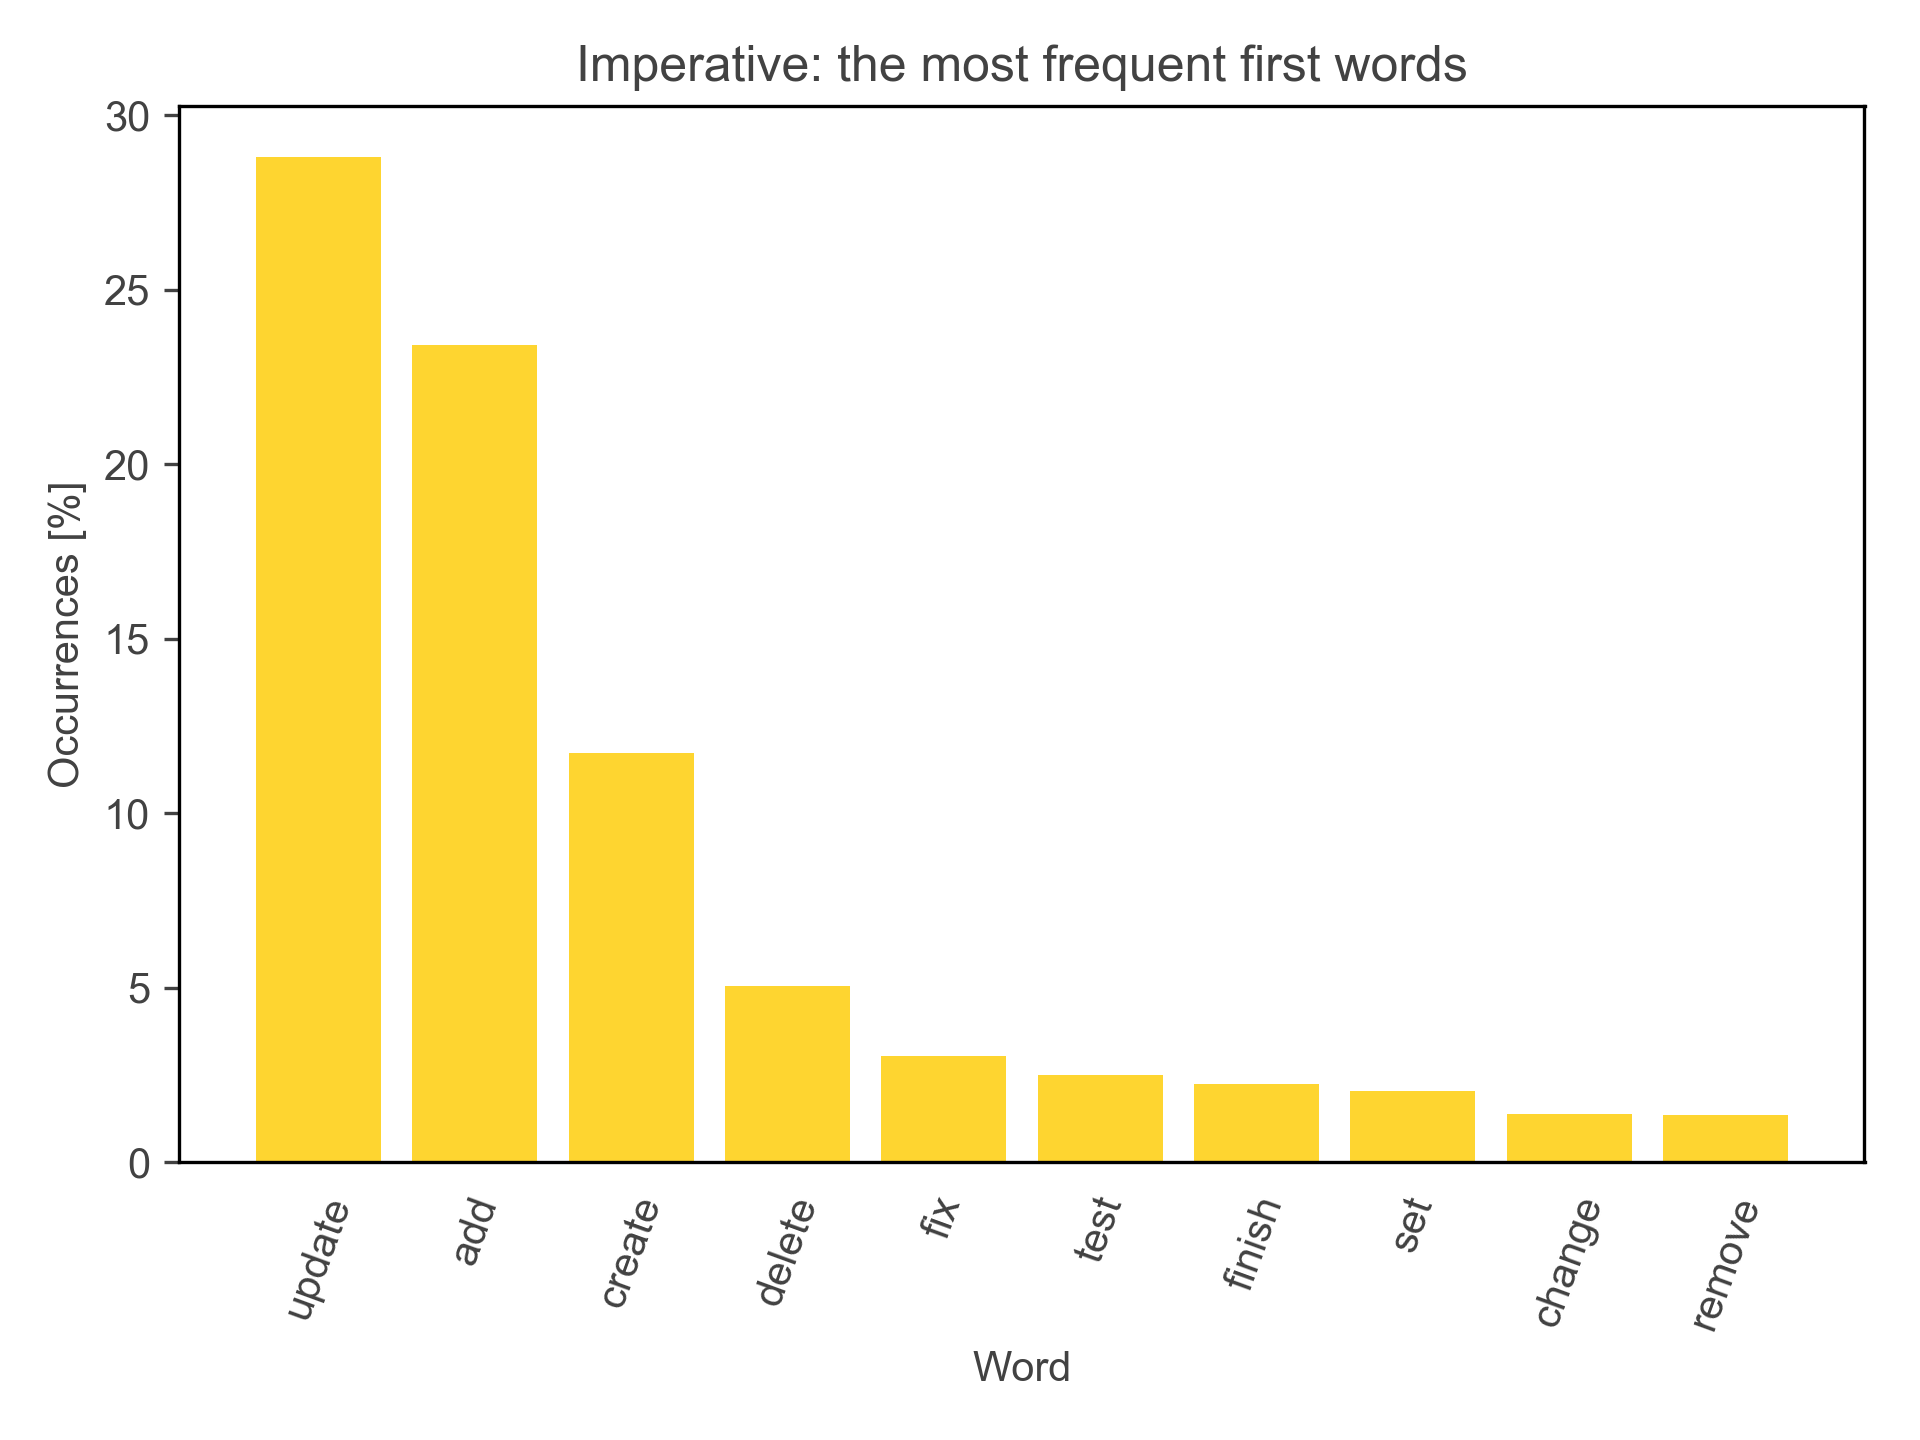 Imperative: the most frequent first words
30
25
20
15
10
5
0
Occurrences [%]
update
add
create
delete
fix
test
finish
set
change
remove
Word